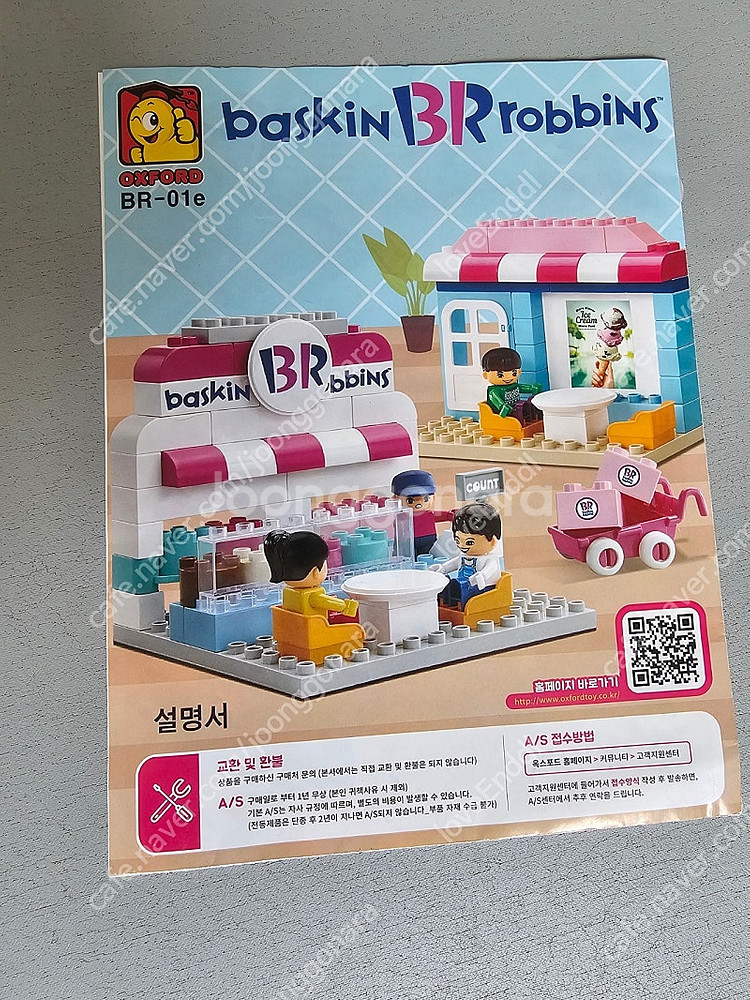 baskin BR robbins™
OXFORD
BR-01e
Ice
Cream
baskin BR bbins
COUNT
BR
BR
홈페이지 바로가기
http://www.oxfordtoy.co.kr/
설명서
교환 및 환불
상품을 구매하신 구매처 문의 (본사에서는 직접 교환 및 환불은 되지 않습니다)
A/S 구매일로 부터 1년 무상 (본인 귀책사유 시 제외)
기본 A/S는 자사 규정에 따르며, 별도의 비용이 발생할 수 있습니다.
(전동제품은 단종 후 2년이 지나면 A/S되지 않습니다_부품 자재 수급 불가)
A/S 접수방법
옥스포드 홈페이지 > 커뮤니티 > 고객지원센터
고객지원센터에 들어가서 접수양식 작성 후 발송하면,
A/S센터에서 추후 연락을 드립니다.
Joonggonara
cafe.naver.com/joonggonara